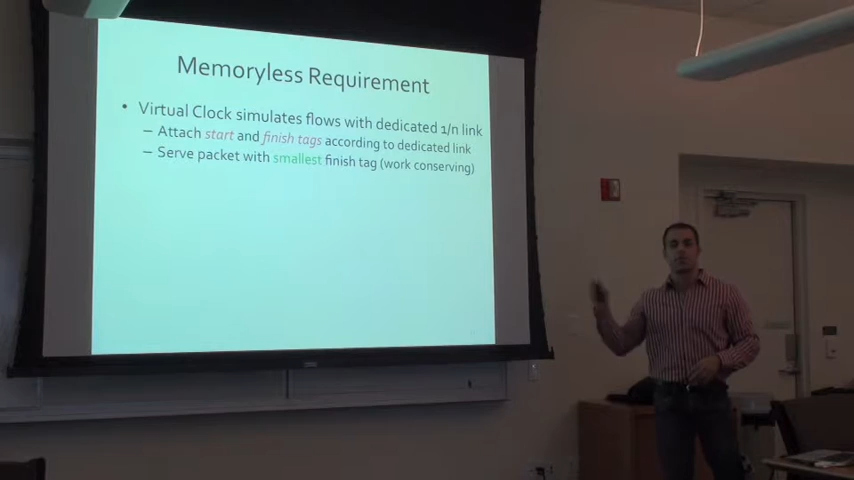 Memoryless Requirement
• Virtual Clock simulates flows with dedicated 1/n link
– Attach start and finish tags according to dedicated link
– Serve packet with smallest finish tag (work conserving)